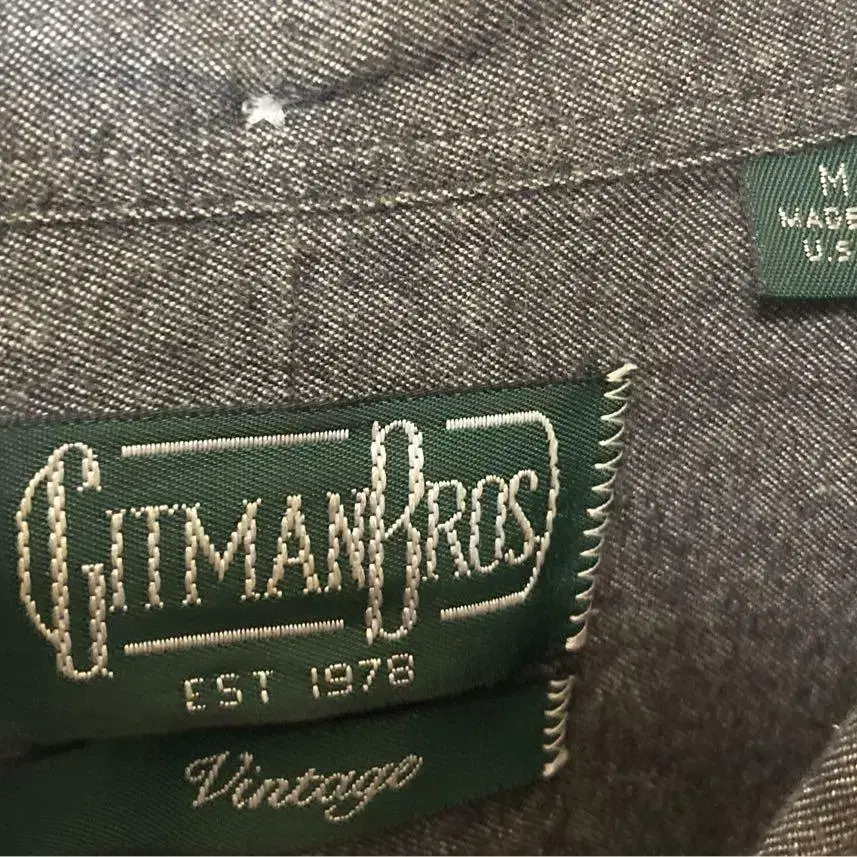 M
MADE
U.S
GITMAN BROS.
EST 1978
Vintage